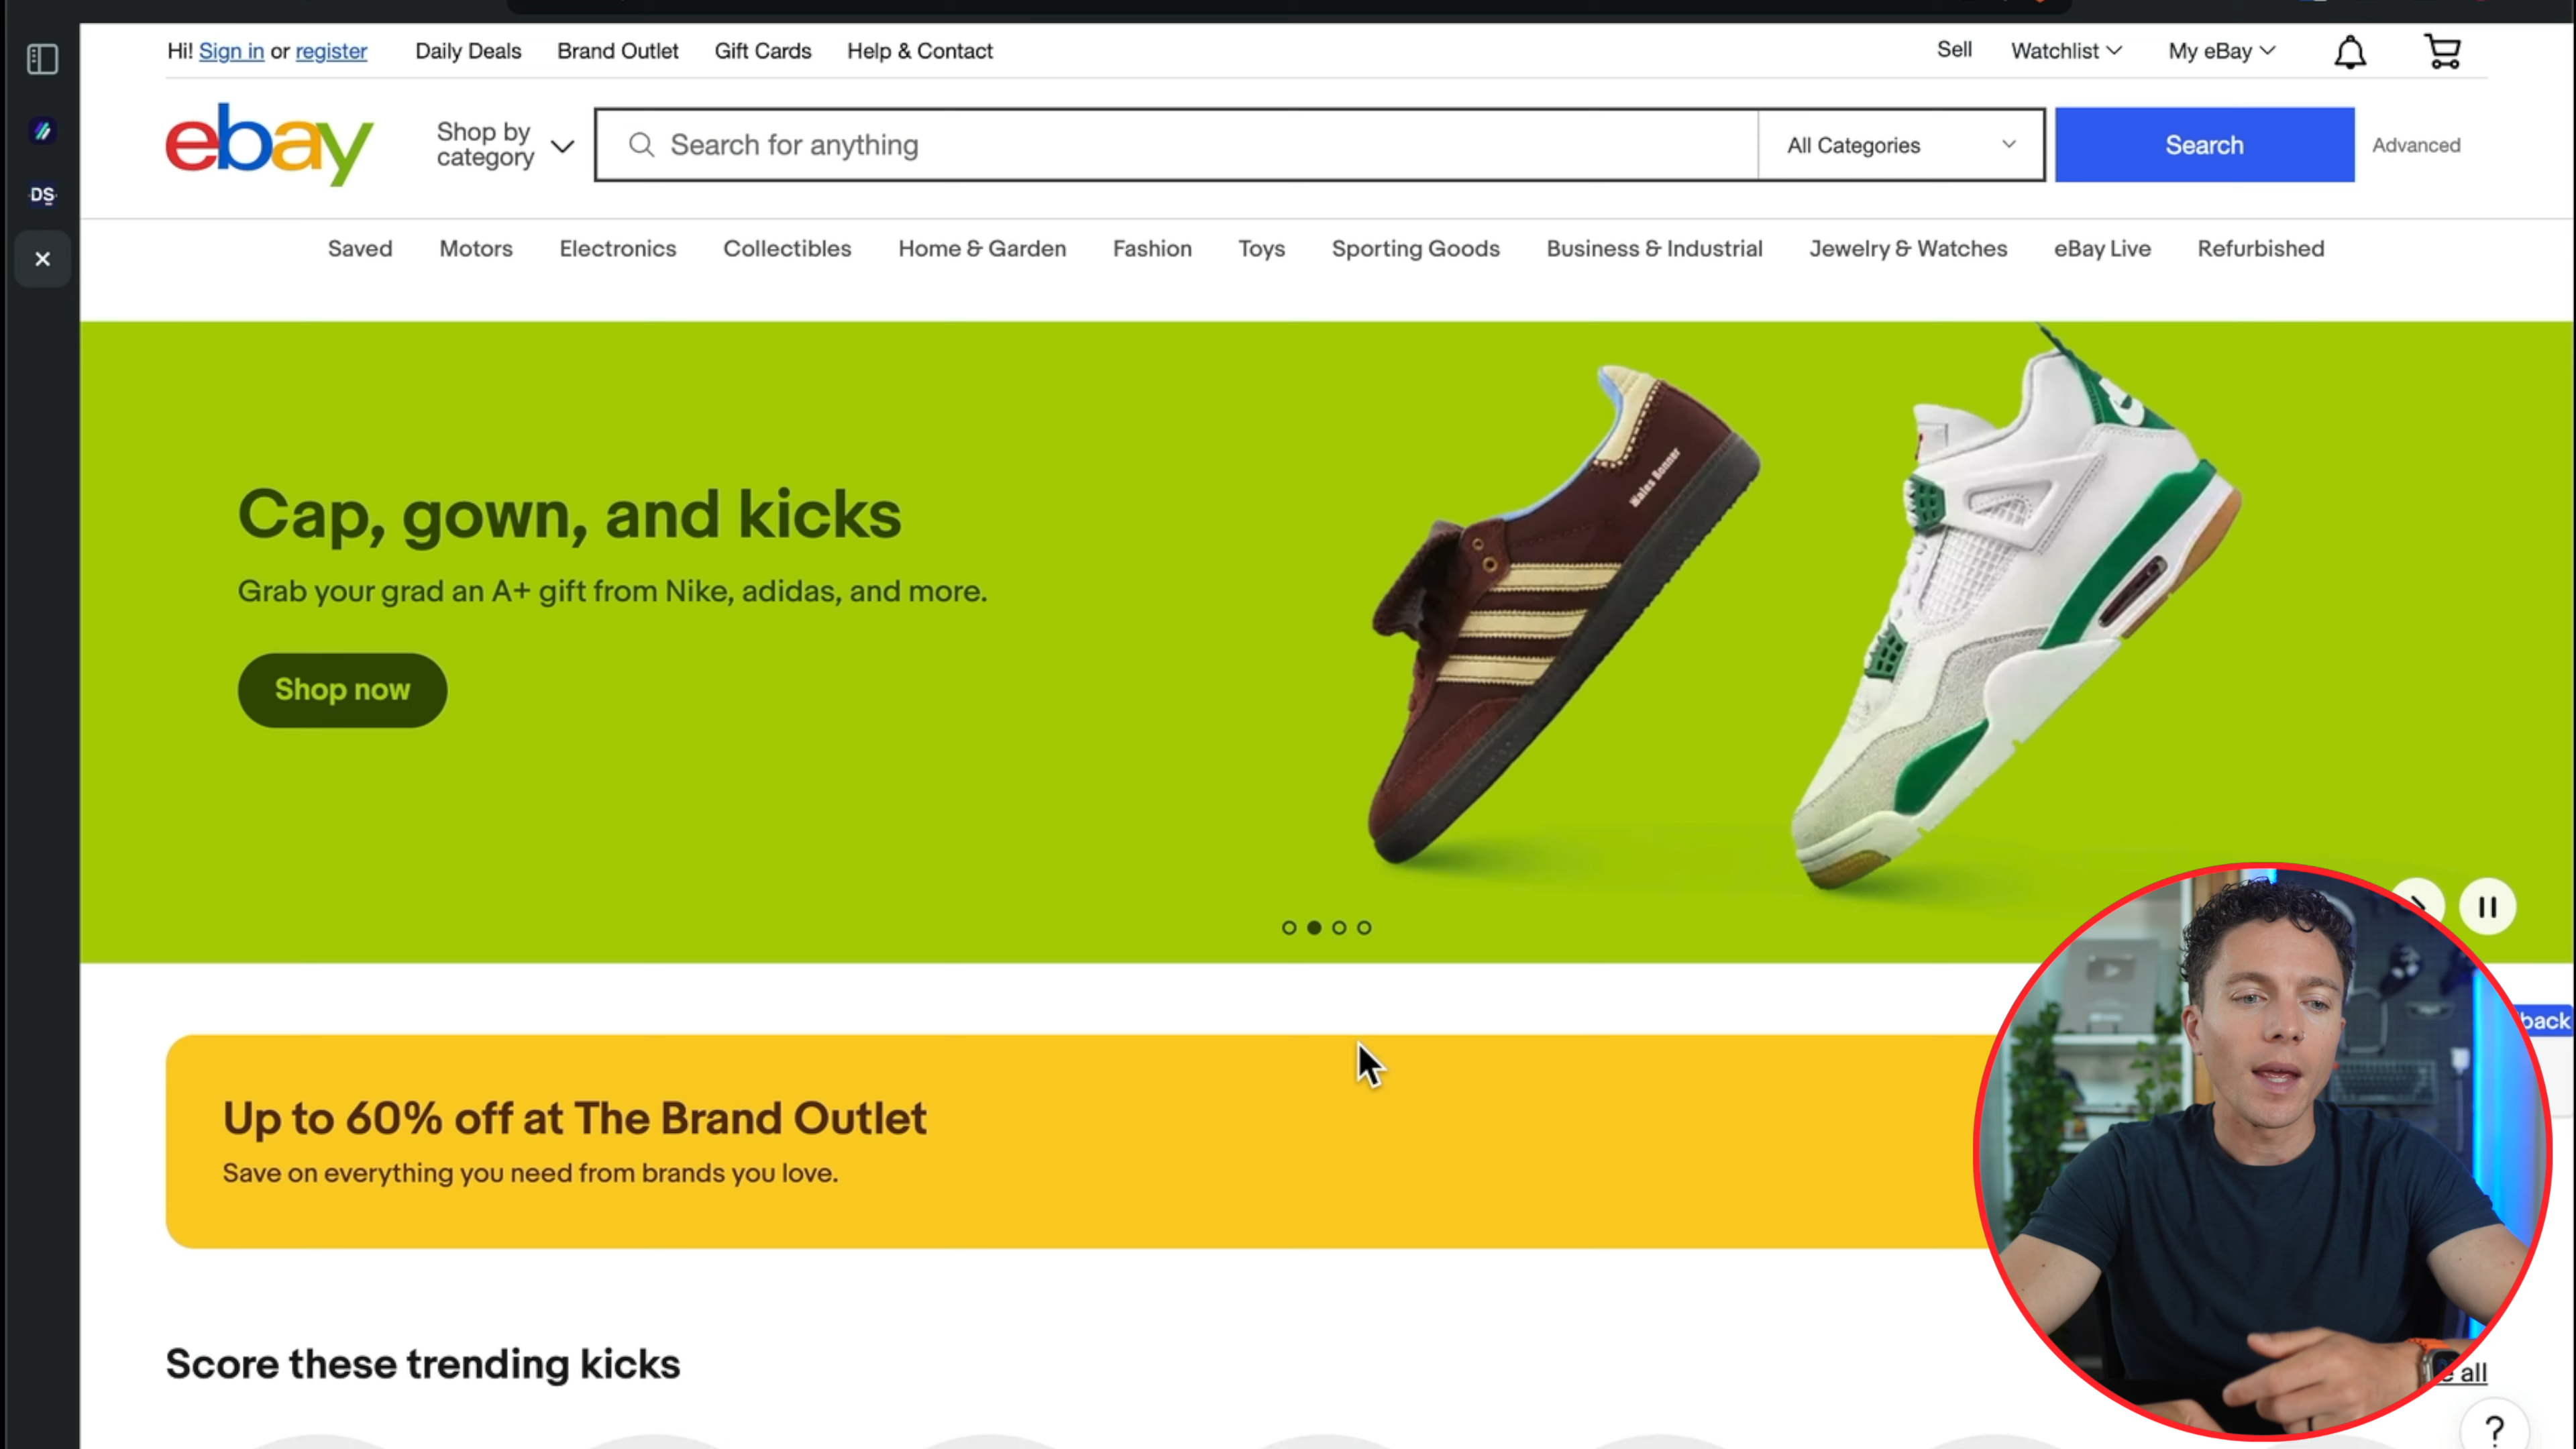 Hi! Sign in or register Daily Deals Brand Outlet Gift Cards Help & Contact Sell Watchlist My eBay
ebay Shop by category Search for anything All Categories Search Advanced
DS
Saved Motors Electronics Collectibles Home & Garden Fashion Toys Sporting Goods Business & Industrial Jewelry & Watches eBay Live Refurbished
Wales Bonner
Cap, gown, and kicks
Grab your grad an A+ gift from Nike, adidas, and more.
Shop now
back
Up to 60% off at The Brand Outlet
Save on everything you need from brands you love.
Score these trending kicks
all
?